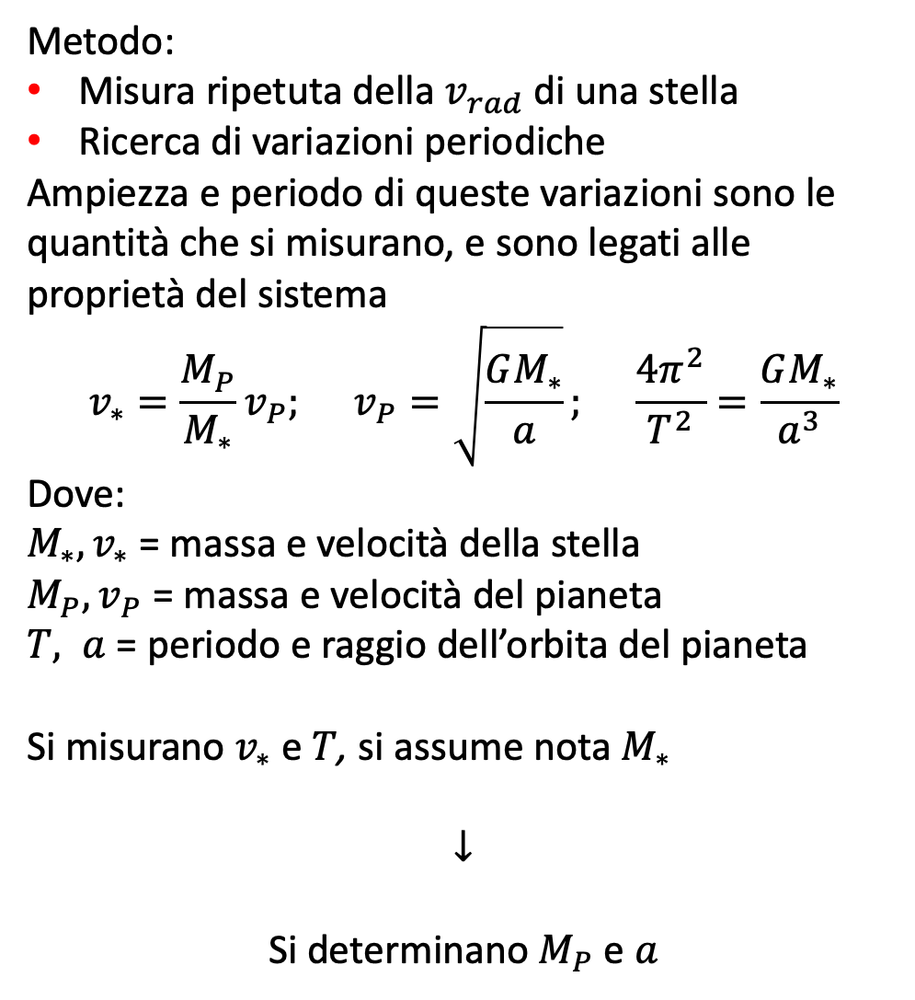 Metodo:
• Misura ripetuta della $v_{rad}$ di una stella
• Ricerca di variazioni periodiche
Ampiezza e periodo di queste variazioni sono le
quantità che si misurano, e sono legati alle
proprietà del sistema
$v_* = \frac{M_P}{M_*} v_P; \quad v_P = \sqrt{\frac{GM_*}{a}}; \quad \frac{4\pi^2}{T^2} = \frac{GM_*}{a^3}$
Dove:
$M_*, v_*$ = massa e velocità della stella
$M_P, v_P$ = massa e velocità del pianeta
$T, \ a$ = periodo e raggio dell’orbita del pianeta
Si misurano $v_*$ e $T$, si assume nota $M_*$
↓
Si determinano $M_P$ e $a$